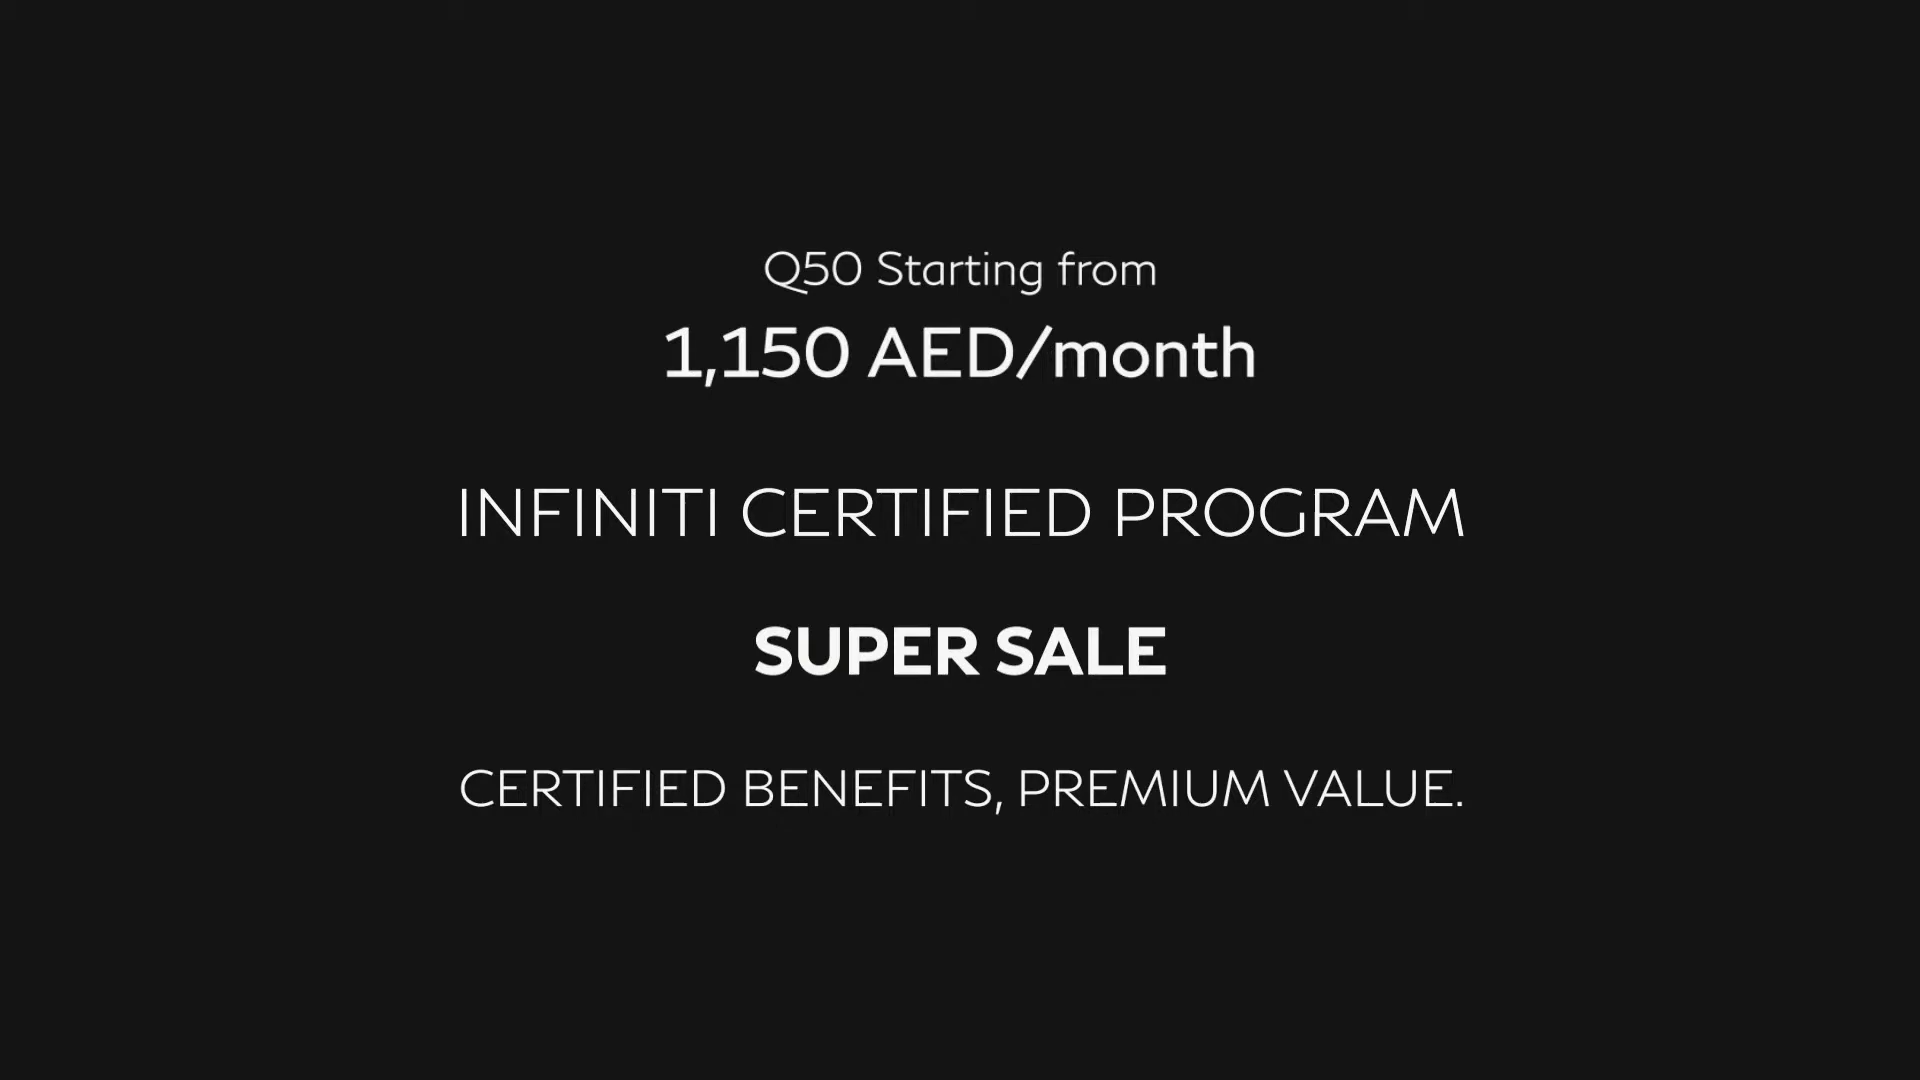 Q50 Starting from
1,150 AED/month
INFINITI CERTIFIED PROGRAM
SUPER SALE
CERTIFIED BENEFITS, PREMIUM VALUE.